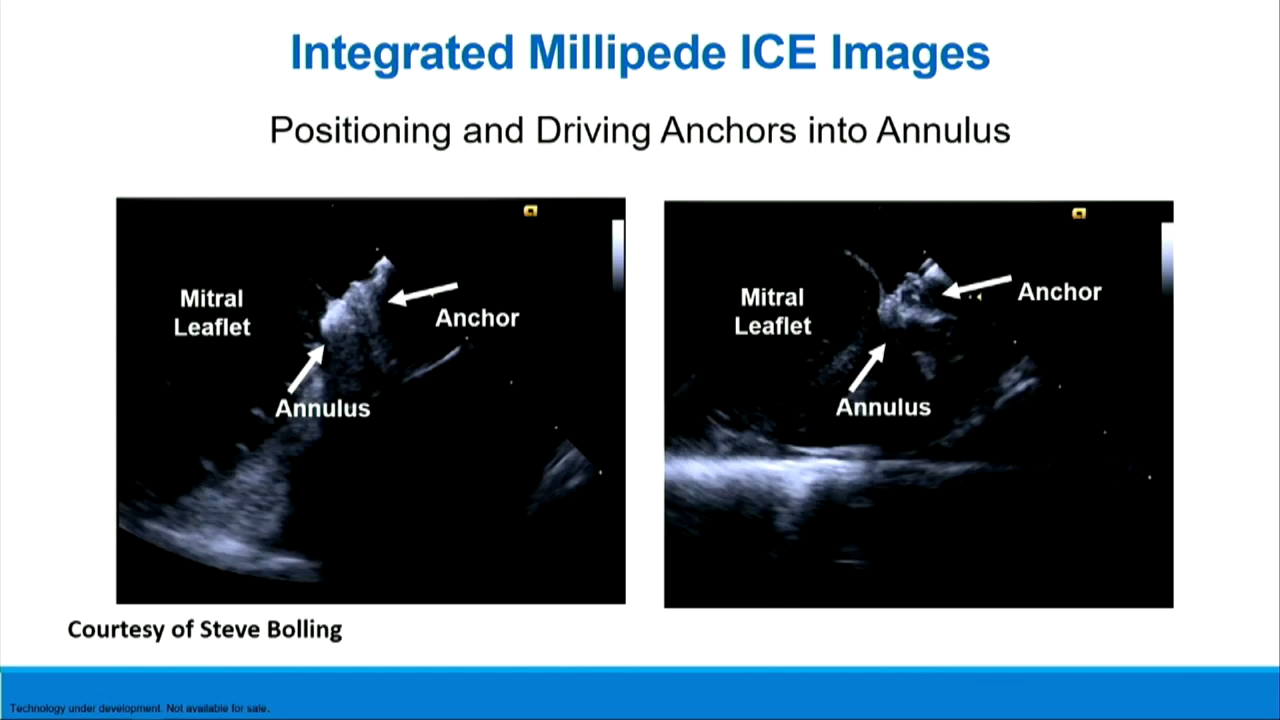 Integrated Millipede ICE Images
Positioning and Driving Anchors into Annulus
Mitral
Leaflet
Anchor
Annulus
Mitral
Leaflet
Anchor
Annulus
Courtesy of Steve Bolling
Technology under development. Not available for sale.